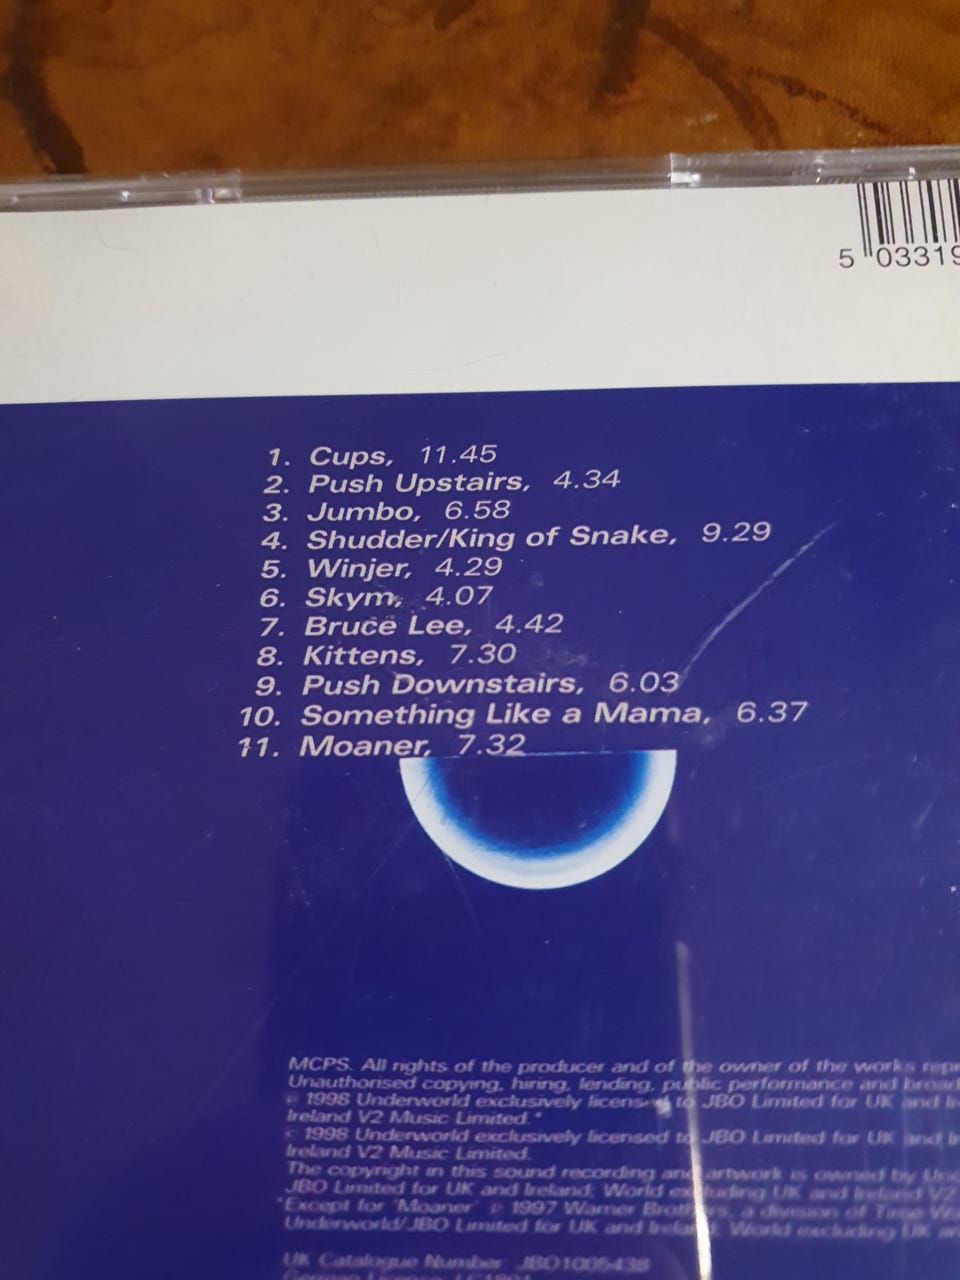 5 03319
1. Cups, 11.45
2. Push Upstairs, 4.34
3. Jumbo, 6.58
4. Shudder/King of Snake, 9.29
5. Winjer, 4.29
6. Skym, 4.07
7. Bruce Lee, 4.42
8. Kittens, 7.30
9. Push Downstairs, 6.03
10. Something Like a Mama, 6.37
11. Moaner, 7.32
MCPS. All rights of the producer and of the owner of the works
Unauthorised copying, hiring, lending, public performance and
℗ 1998 Underworld exclusively licensed to JBO Limited for UK and
Ireland V2 Music Limited.*
© 1998 Underworld exclusively licensed to JBO Limited for UK and
Ireland V2 Music Limited.
The copyright in this sound recording and artwork is owned by
JBO Limited for UK and Ireland; World excluding UK and Ireland V2
*Except for 'Moaner' ℗ 1997 Warner Brothers, a division of Time
Underworld/JBO Limited for UK and Ireland. World excluding UK
UK Catalogue Number JBO1005438
German License